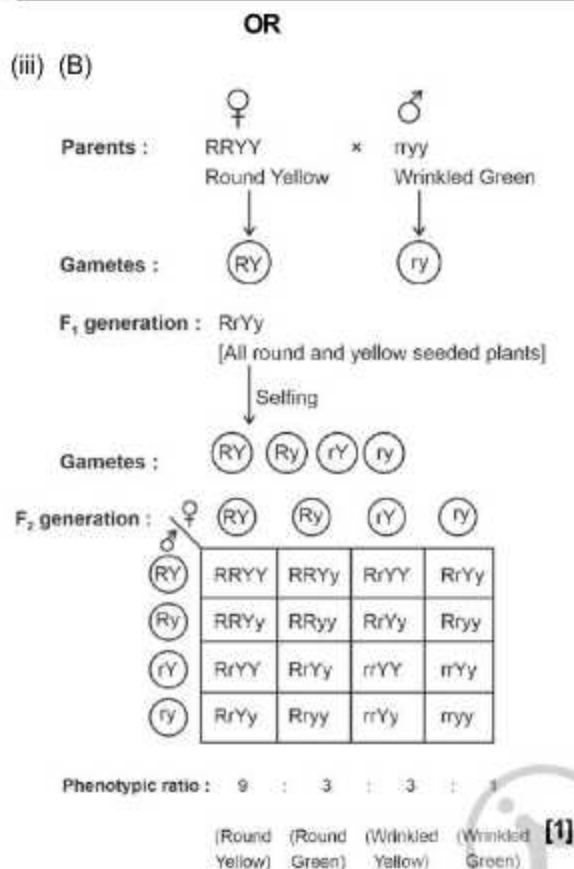 OR
(iii) (B)
♀ ♂
Parents : RRYY × rryy
Round Yellow Wrinkled Green
Gametes : RY ry
F₁ generation : RrYy
[All round and yellow seeded plants]
Selfing
Gametes : RY Ry rY ry
F₂ generation : ♀ RY Ry rY ry
♂
RY RRYY RRYy RrYY RrYy
Ry RRYy RRyy RrYy Rryy
rY RrYY RrYy rrYY rrYy
ry RrYy Rryy rrYy rryy
Phenotypic ratio : 9 : 3 : 3 : 1
(Round (Round (Wrinkled (Wrinkled [1]
Yellow) Green) Yellow) Green)